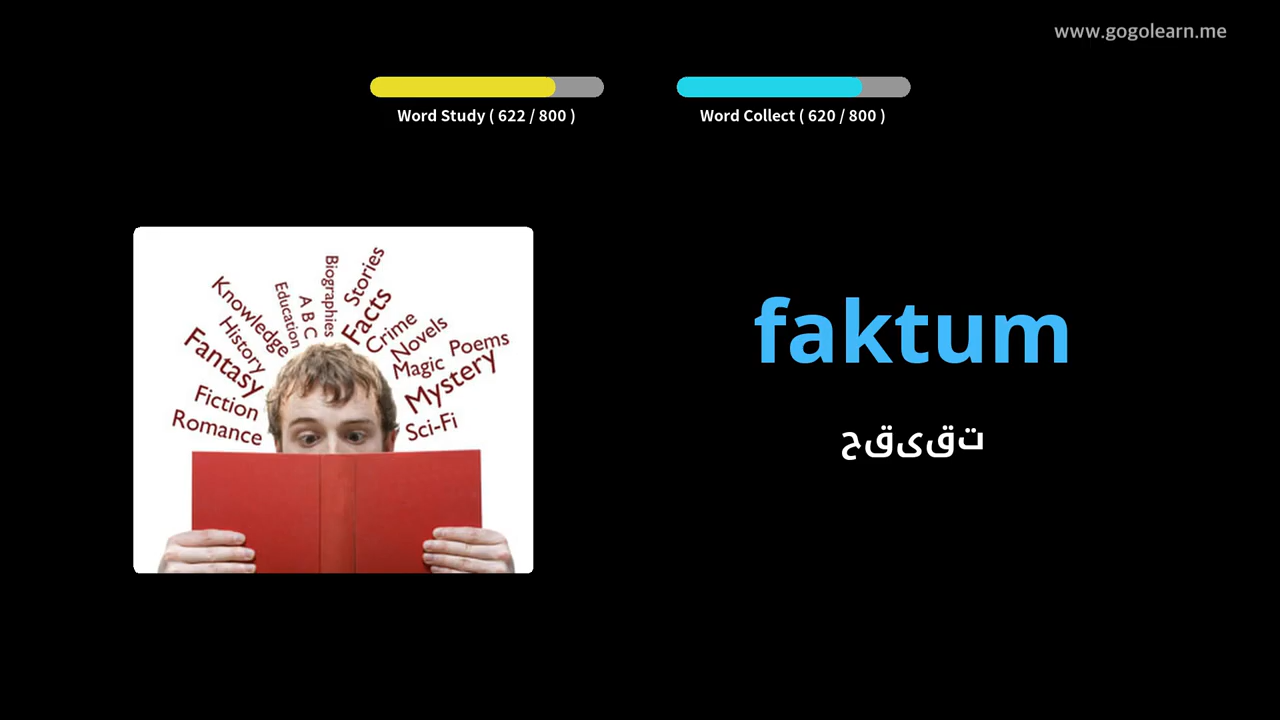 www.gogolearn.me
Word Study ( 622 / 800 )
Word Collect ( 620 / 800 )
Biographies
Stories
Education
A B C
Facts
Knowledge
Crime
History
Novels
Poems
Fantasy
Magic
Mystery
Fiction
Romance
Sci-Fi
faktum
تقیقح